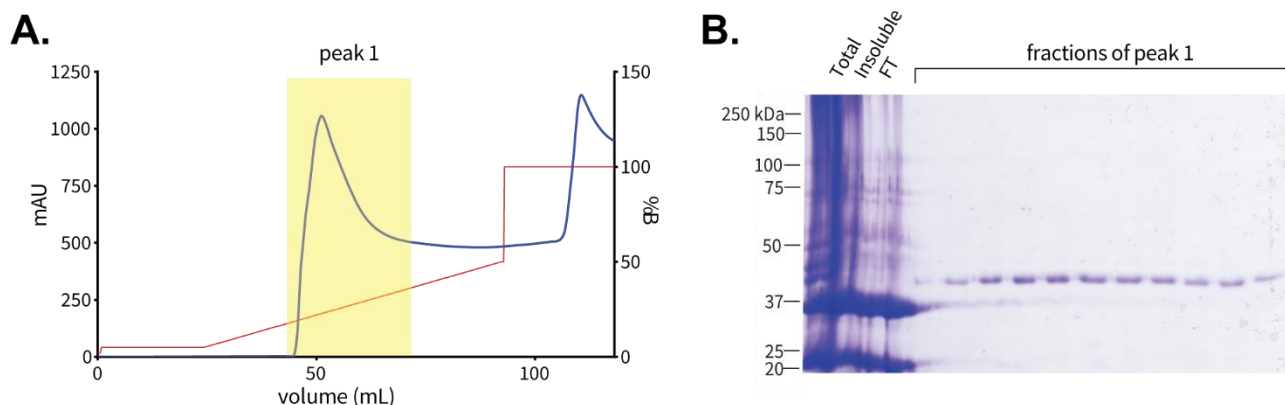 A.
peak 1
mAU
1250
1000
750
500
250
0
0
50
100
volume (mL)
150
100
50
0
%B
B.
Total
Insoluble
FT
fractions of peak 1
250 kDa
150
100
75
50
37
25
20